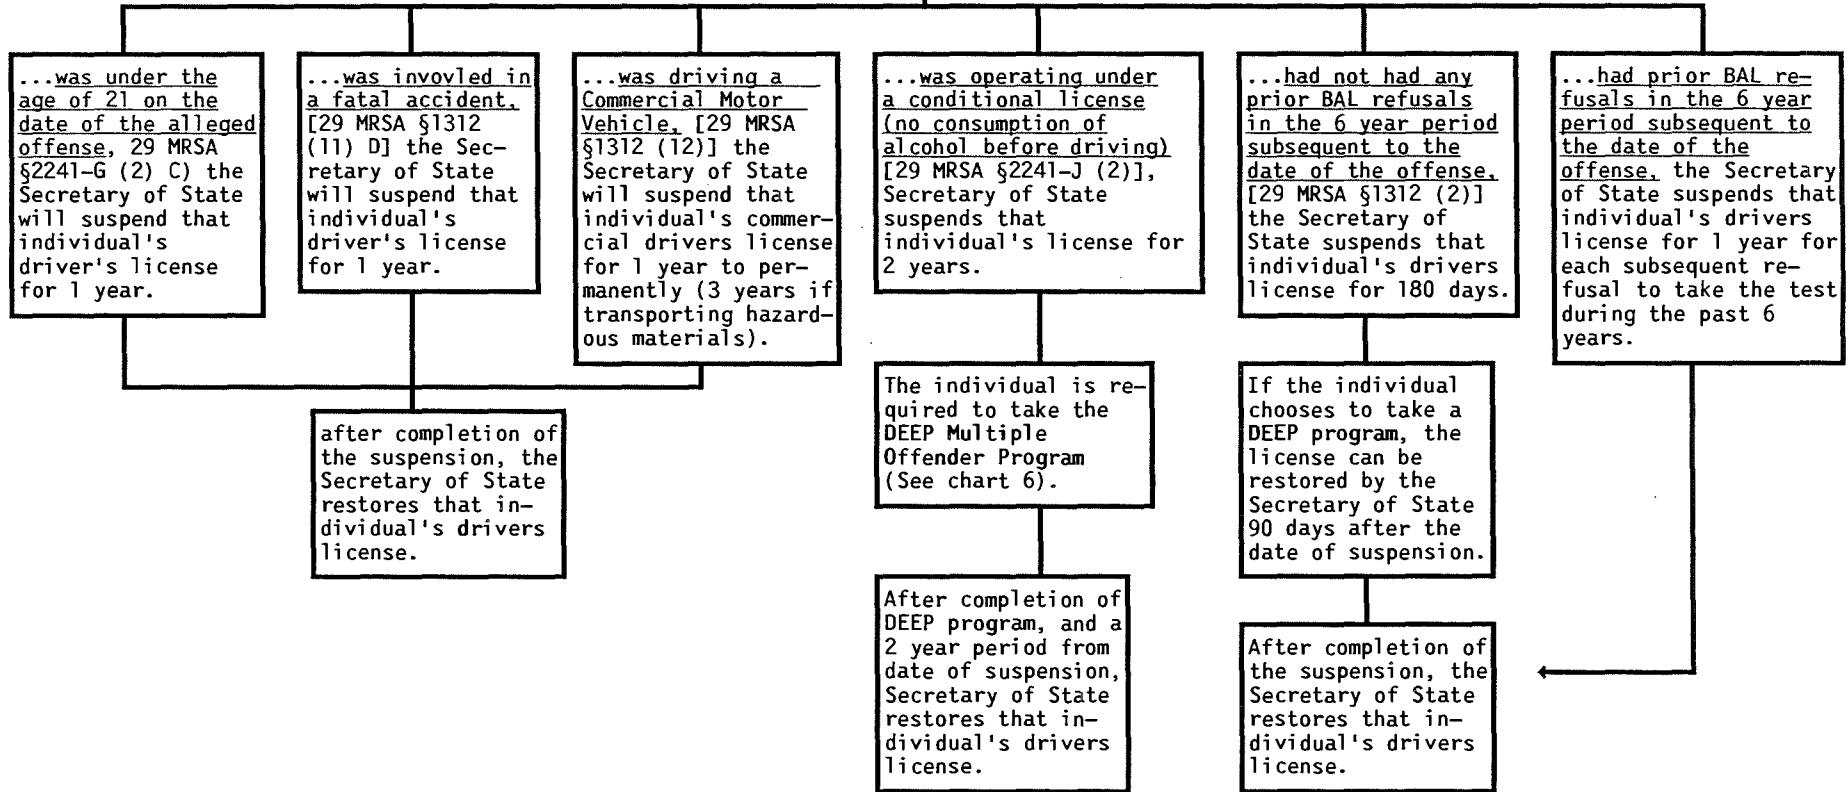 ...was under the
age of 21 on the
date of the alleged
offense, 29 MRSA
§2241-G (2) C) the
Secretary of State
will suspend that
individual's
driver's license
for 1 year.
...was invovled in
a fatal accident,
[29 MRSA §1312
(11) D] the Sec-
retary of State
will suspend that
individual's
driver's license
for 1 year.
...was driving a
Commercial Motor
Vehicle, [29 MRSA
§1312 (12)] the
Secretary of State
will suspend that
individual's commer-
cial drivers license
for 1 year to per-
manently (3 years if
transporting hazard-
ous materials).
...was operating under
a conditional license
(no consumption of
alcohol before driving)
[29 MRSA §2241-J (2)],
Secretary of State
suspends that
individual's license for
2 years.
...had not had any
prior BAL refusals
in the 6 year period
subsequent to the
date of the offense,
[29 MRSA §1312 (2)]
the Secretary of
State suspends that
individual's drivers
license for 180 days.
...had prior BAL re-
fusals in the 6 year
period subsequent to
the date of the
offense, the Secretary
of State suspends that
individual's drivers
license for 1 year for
each subsequent re-
fusal to take the test
during the past 6
years.
after completion of
the suspension, the
Secretary of State
restores that in-
dividual's drivers
license.
The individual is re-
quired to take the
DEEP Multiple
Offender Program
(See chart 6).
If the individual
chooses to take a
DEEP program, the
license can be
restored by the
Secretary of State
90 days after the
date of suspension.
After completion of
DEEP program, and a
2 year period from
date of suspension,
Secretary of State
restores that in-
dividual's drivers
license.
After completion of
the suspension, the
Secretary of State
restores that in-
dividual's drivers
license.